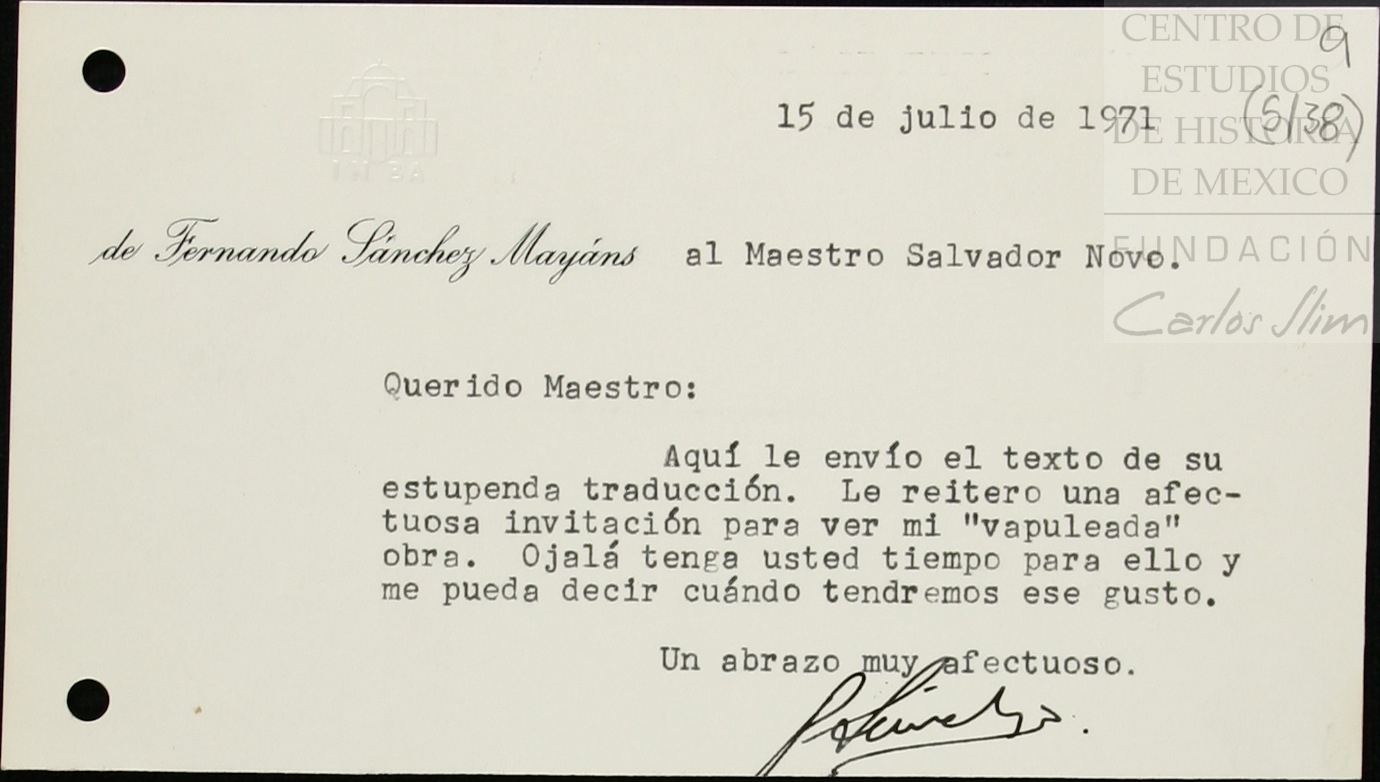 CENTRO DE
ESTUDIOS
DE HISTORIA
DE MEXICO
FUNDACIÓN
Carlos Slim
9
15 de julio de 1971 (5/38)
INBA
de Fernando Sánchez Mayáns al Maestro Salvador Novo.
Querido Maestro:
Aquí le envío el texto de su
estupenda traducción. Le reitero una afec-
tuosa invitación para ver mi "vapuleada"
obra. Ojalá tenga usted tiempo para ello y
me pueda decir cuándo tendremos ese gusto.
Un abrazo muy afectuoso.